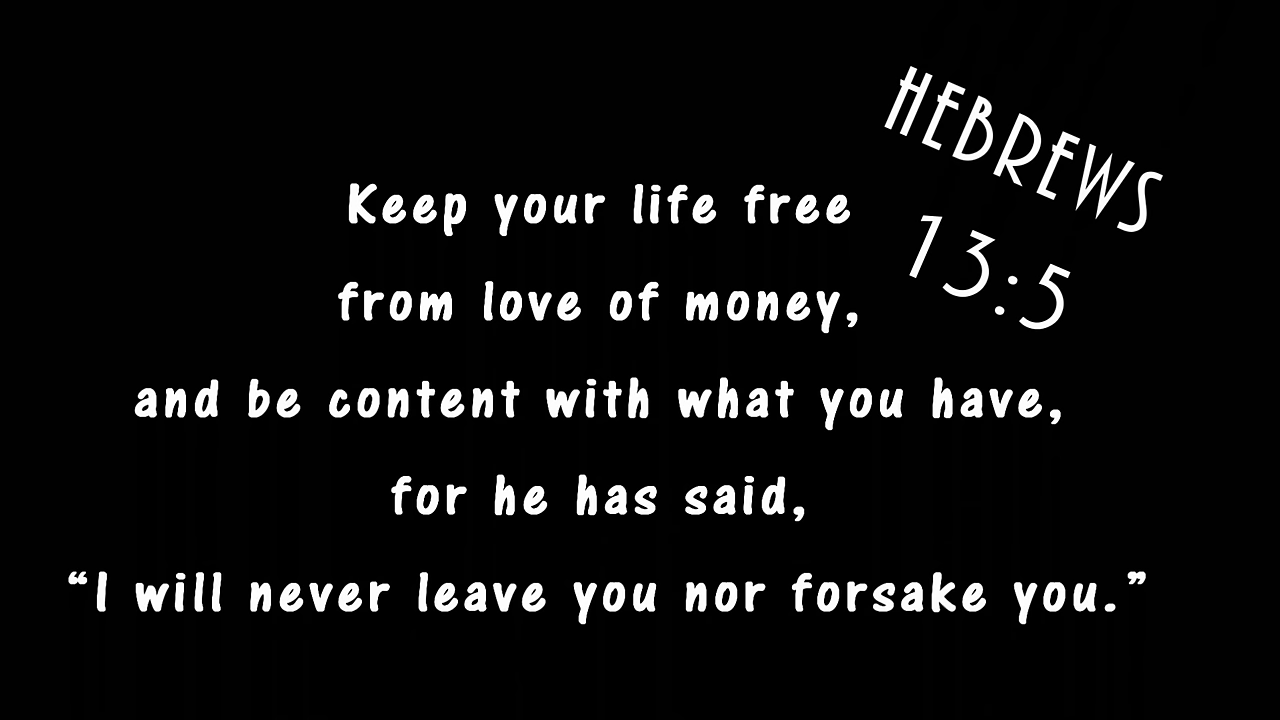 HEBREWS
13:5
Keep your life free
from love of money,
and be content with what you have,
for he has said,
“I will never leave you nor forsake you.”